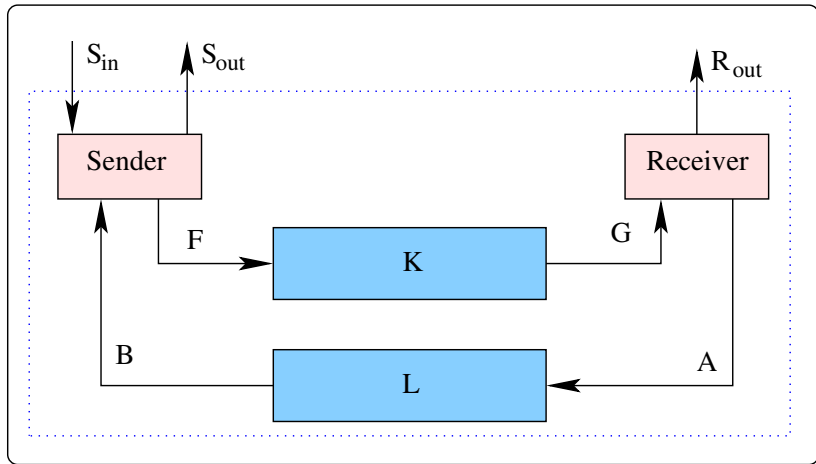 S_in
S_out
R_out
Sender
Receiver
F
K
G
B
L
A